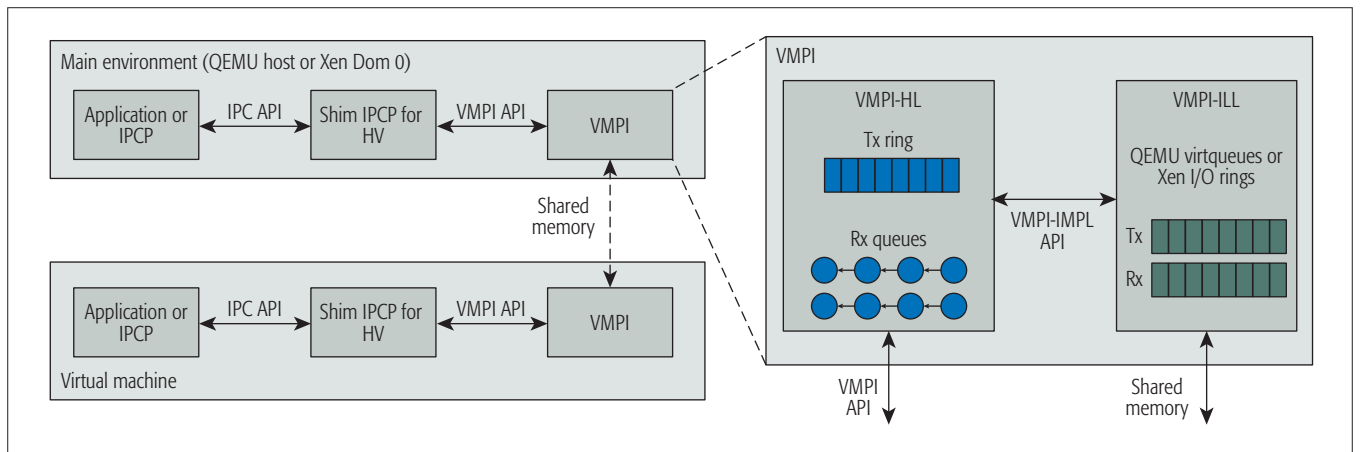 Main environment (QEMU host or Xen Dom 0)
Application or
IPCP
IPC API
Shim IPCP for
HV
VMPI API
VMPI
Shared
memory
Application or
IPCP
IPC API
Shim IPCP for
HV
VMPI API
VMPI
Virtual machine
VMPI
VMPI-HL
Tx ring
Rx queues
VMPI-IMPL
API
VMPI-ILL
QEMU virtqueues or
Xen I/O rings
Tx
Rx
VMPI
API
Shared
memory